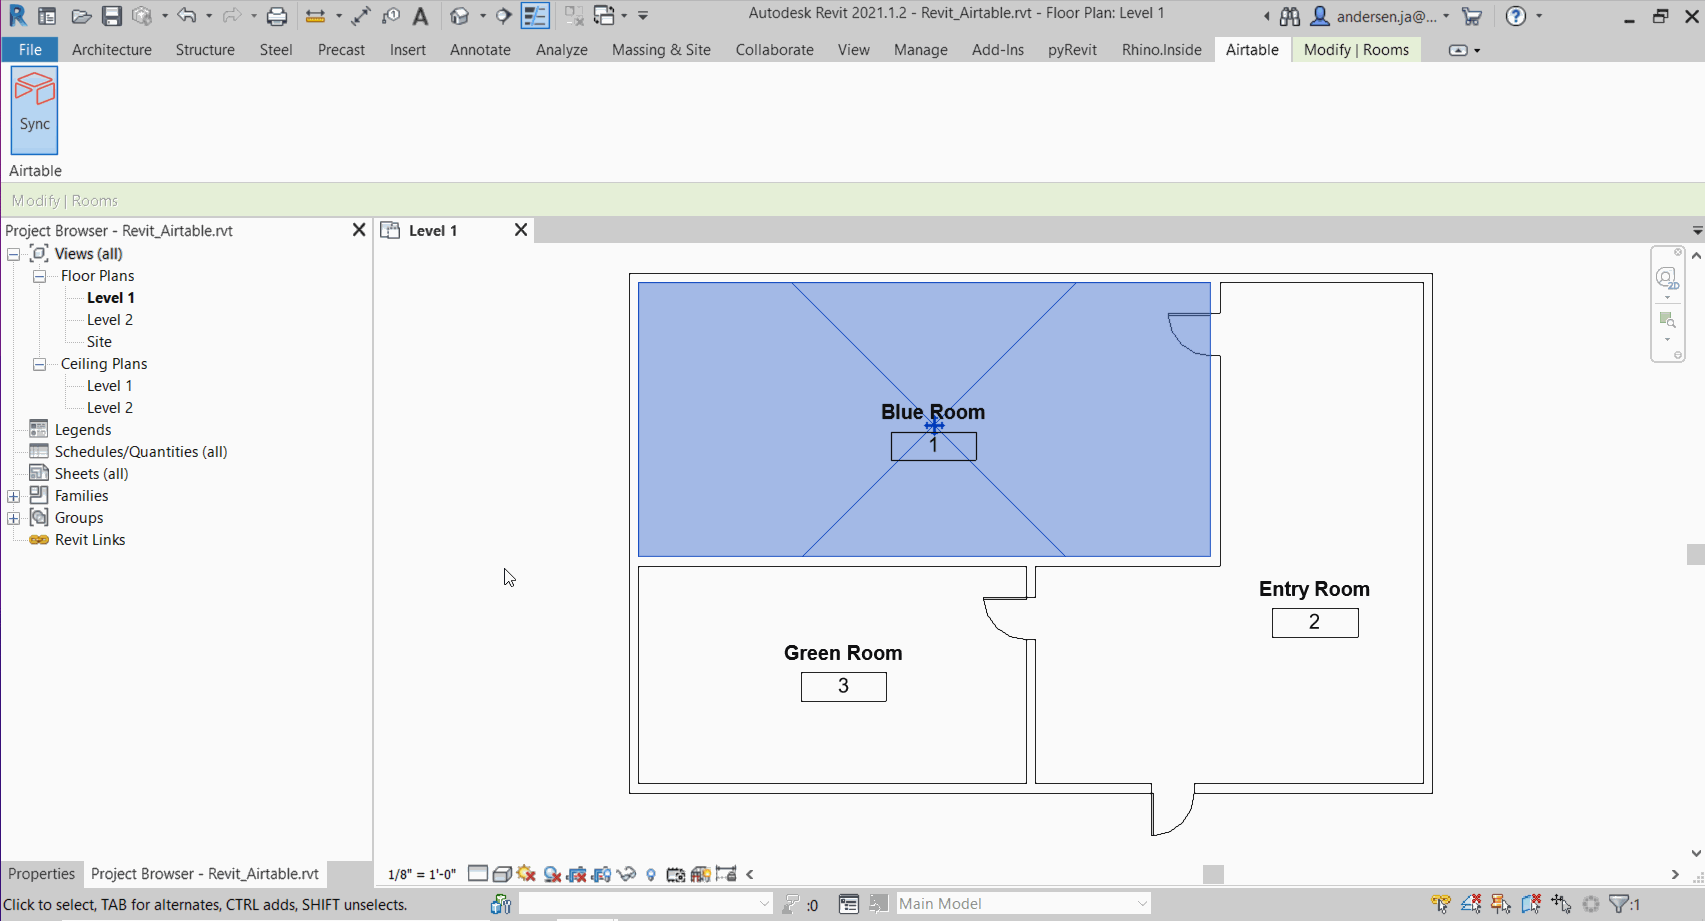 Autodesk Revit 2021.1.2 - Revit_Airtable.rvt - Floor Plan: Level 1
andersen.ja@...
File Architecture Structure Steel Precast Insert Annotate Analyze Massing & Site Collaborate View Manage Add-Ins pyRevit Rhino.Inside Airtable Modify | Rooms
Sync
Airtable
Modify | Rooms
Project Browser - Revit_Airtable.rvt
Level 1
Views (all)
Floor Plans
Level 1
Level 2
Site
Ceiling Plans
Level 1
Level 2
Legends
Schedules/Quantities (all)
Sheets (all)
Families
Groups
Revit Links
2D
Blue Room
1
Entry Room
2
Green Room
3
Properties
Project Browser - Revit_Airtable.rvt
1/8" = 1'-0"
Click to select, TAB for alternates, CTRL adds, SHIFT unselects.
:0
Main Model
:1